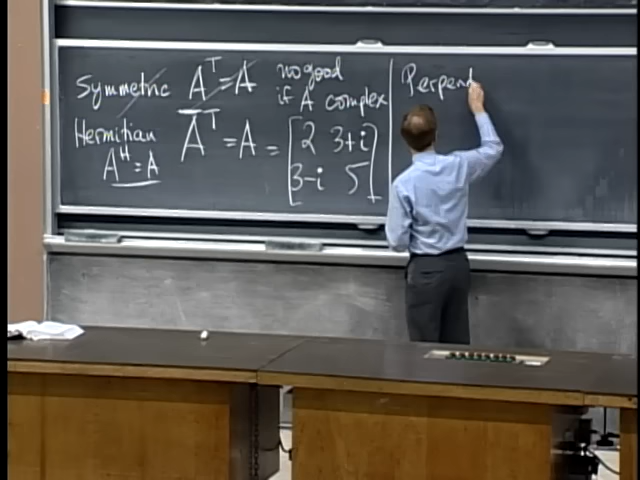 Symmetric A^T = A no good
if A complex
Hermitian A̅^T = A = [2 3+i
3-i 5]
A^H = A
Perpend